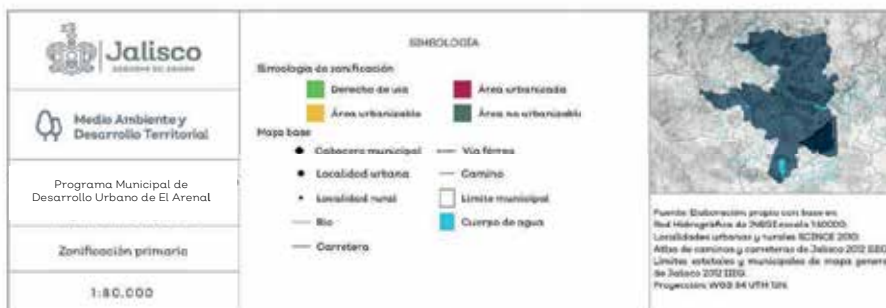 Jalisco
GOBIERNO DEL ESTADO
Medio Ambiente y
Desarrollo Territorial
Programa Municipal de
Desarrollo Urbano de El Arenal
Zonificación primaria
1:80,000
SIMBOLOGÍA
Simbología de zonificación
Derecho de uso
Área urbanizada
Área urbanizable
Área no urbanizable
Mapa base
Cabecera municipal
Vía férrea
Localidad urbana
Camino
Localidad rural
Límite municipal
Río
Cuerpo de agua
Carretera
Fuente: Elaboración propia con base en:
Red Hidrográfica de INEGI escala 1:50000;
Localidades urbanas y rurales SCINCE 2010;
Atlas de caminos y carreteras de Jalisco 2012 IIEG
Límites estatales y municipales de mapa general
de Jalisco 2012 IIEG.
Proyección: WGS 84 UTM 13N